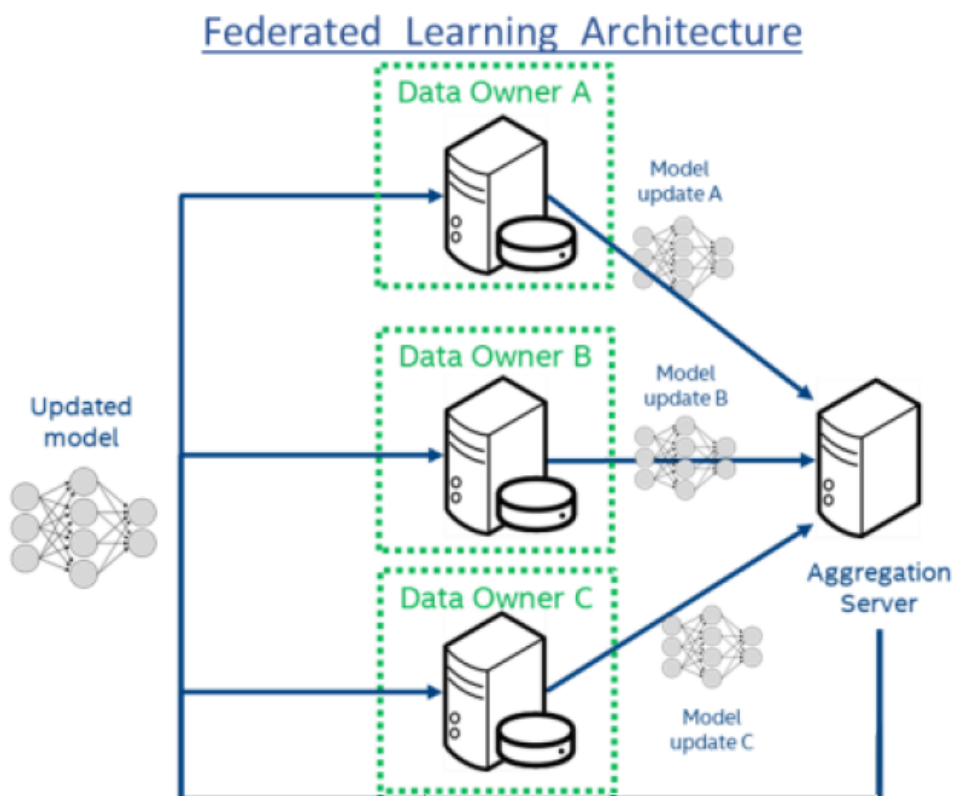 Federated Learning Architecture
Data Owner A
Model
update A
Data Owner B
Model
update B
Updated
model
Data Owner C
Aggregation
Server
Model
update C